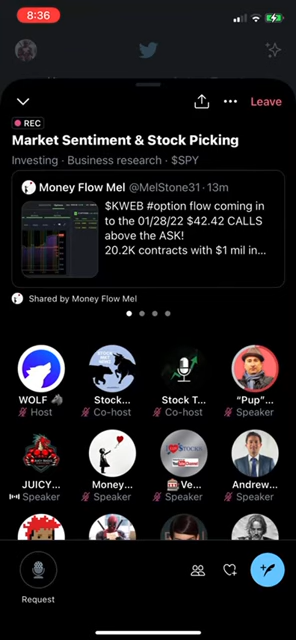 8:36
Leave
REC
Market Sentiment & Stock Picking
Investing · Business research · $SPY
Money Flow Mel @MelStone31 · 13m
$KWEB #option flow coming in
to the 01/28/22 $42.42 CALLS
above the ASK!
20.2K contracts with $1 mil in...
Shared by Money Flow Mel
WOLF
Stock...
Stock T...
“Pup”...
Host
Co-host
Co-host
Speaker
JUICY...
Money...
Ve...
Andrew...
Speaker
Speaker
Speaker
Speaker
Request